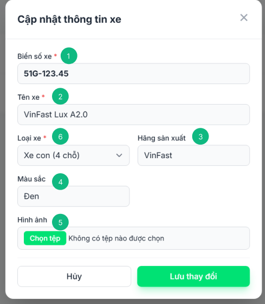 Cập nhật thông tin xe
Biển số xe * 1
51G-123.45
Tên xe * 2
VinFast Lux A2.0
Loại xe * 6 Hãng sản xuất 3
Xe con (4 chỗ) VinFast
Màu sắc 4
Đen
Hình ảnh 5
Chọn tệp Không có tệp nào được chọn
Hủy Lưu thay đổi